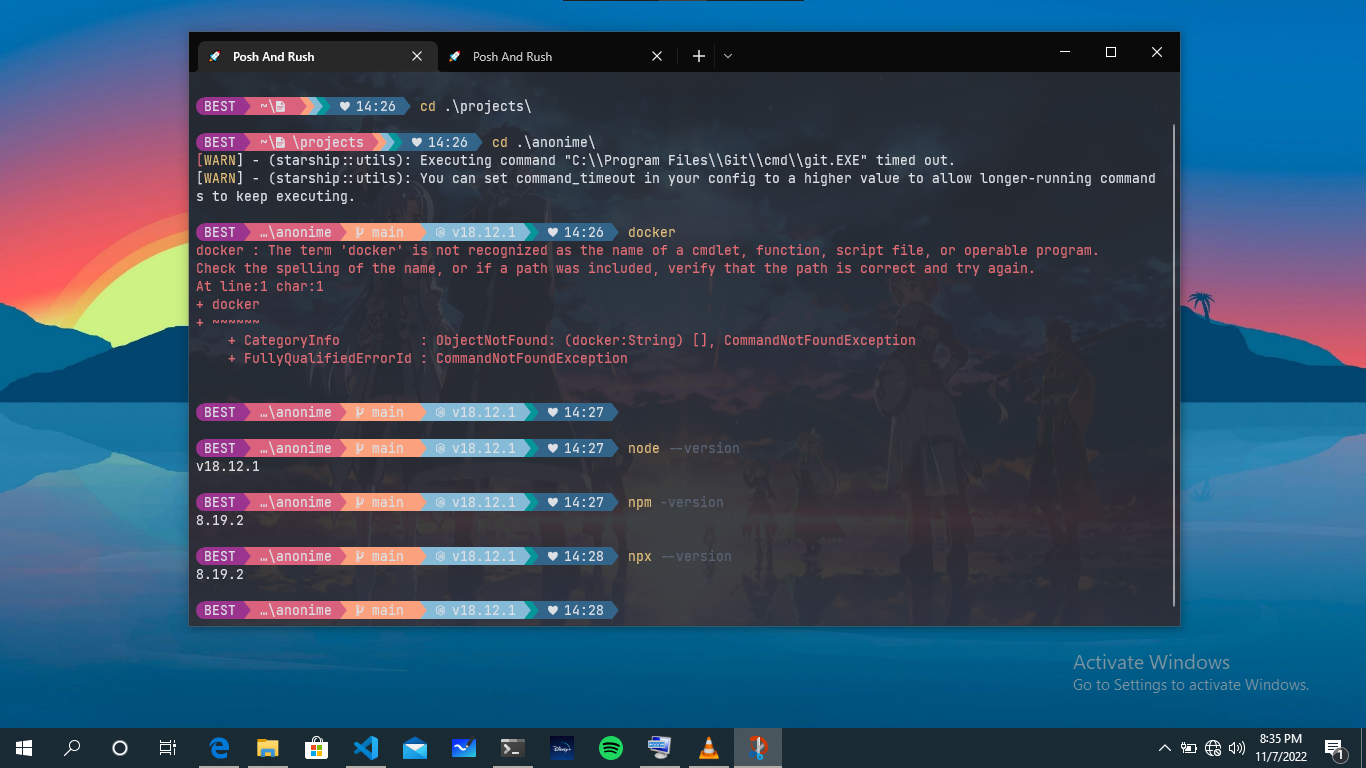 Posh And Rush
Posh And Rush
BEST ~\ 14:26 cd .\projects\
BEST ~\ \projects 14:26 cd .\anonime\
[WARN] - (starship::utils): Executing command "C:\\Program Files\\Git\\cmd\\git.EXE" timed out.
[WARN] - (starship::utils): You can set command_timeout in your config to a higher value to allow longer-running command
s to keep executing.
BEST …\anonime main v18.12.1 14:26 docker
docker : The term 'docker' is not recognized as the name of a cmdlet, function, script file, or operable program.
Check the spelling of the name, or if a path was included, verify that the path is correct and try again.
At line:1 char:1
+ docker
+ ~~~~~~
+ CategoryInfo : ObjectNotFound: (docker:String) [], CommandNotFoundException
+ FullyQualifiedErrorId : CommandNotFoundException
BEST …\anonime main v18.12.1 14:27
BEST …\anonime main v18.12.1 14:27 node --version
v18.12.1
BEST …\anonime main v18.12.1 14:27 npm -version
8.19.2
BEST …\anonime main v18.12.1 14:28 npx --version
8.19.2
BEST …\anonime main v18.12.1 14:28
Activate Windows
Go to Settings to activate Windows.
8:35 PM
11/7/2022
1